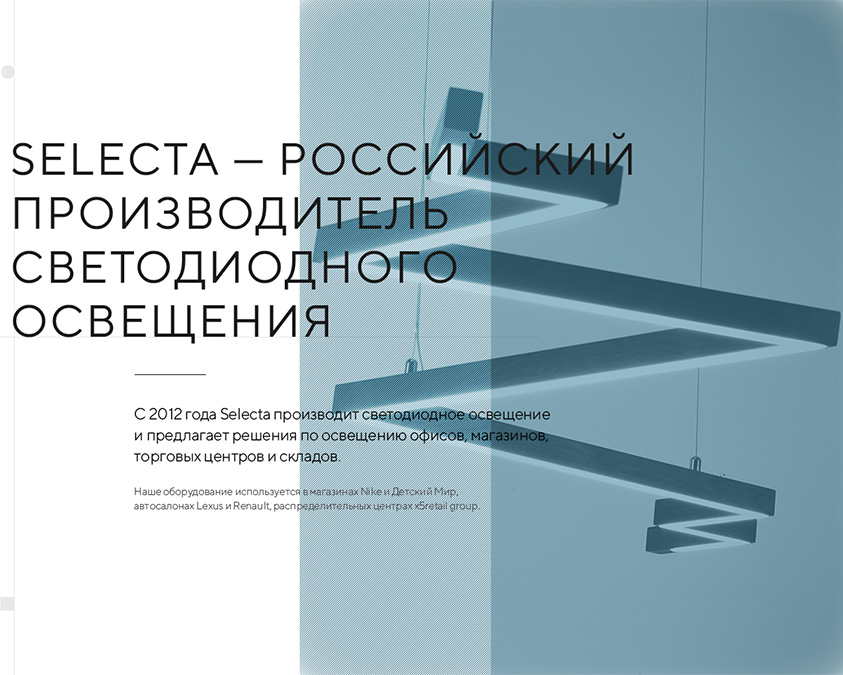 SELECTA — РОССИЙСКИЙ
ПРОИЗВОДИТЕЛЬ
СВЕТОДИОДНОГО
ОСВЕЩЕНИЯ
С 2012 года Selecta производит светодиодное освещение
и предлагает решения по освещению офисов, магазинов,
торговых центров и складов.
Наше оборудование используется в магазинах Nike и Детский Мир,
автосалонах Lexus и Renault, распределительных центрах x5retail group.